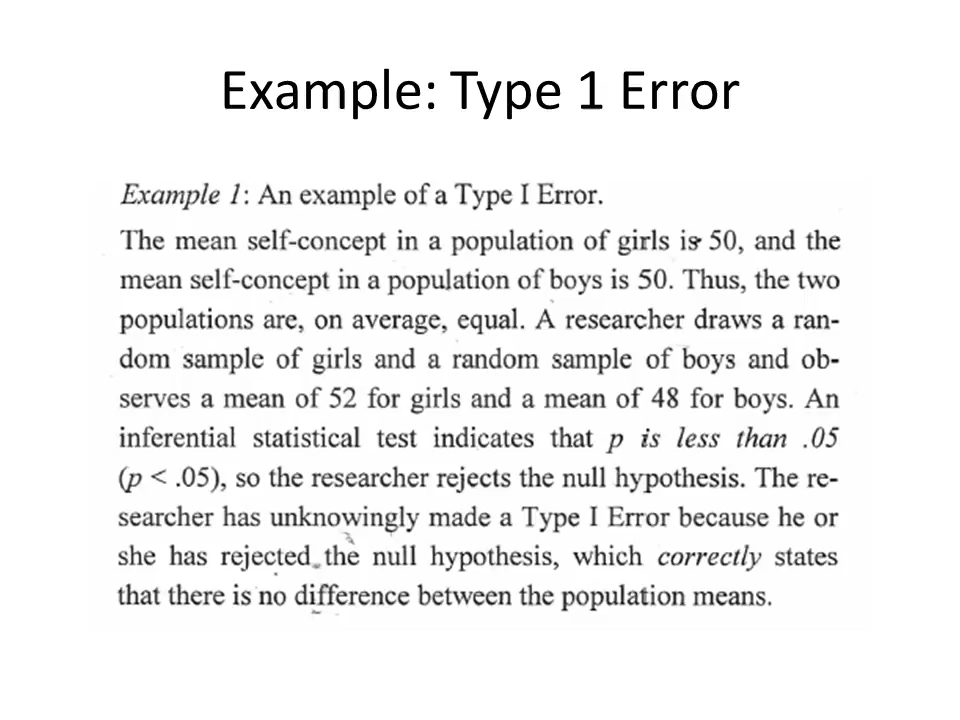 Example: Type 1 Error
Example 1: An example of a Type I Error.
The mean self-concept in a population of girls is 50, and the
mean self-concept in a population of boys is 50. Thus, the two
populations are, on average, equal. A researcher draws a ran-
dom sample of girls and a random sample of boys and ob-
serves a mean of 52 for girls and a mean of 48 for boys. An
inferential statistical test indicates that p is less than .05
(p < .05), so the researcher rejects the null hypothesis. The re-
searcher has unknowingly made a Type I Error because he or
she has rejected the null hypothesis, which correctly states
that there is no difference between the population means.